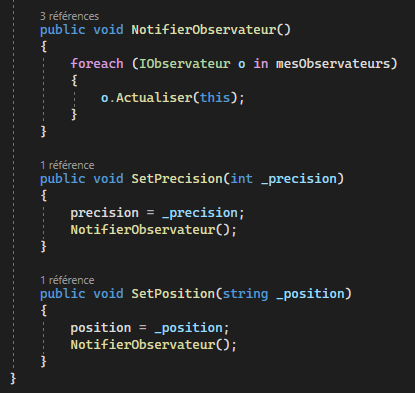 3 références
public void NotifierObservateur()
{
foreach (IObservateur o in mesObservateurs)
{
o.Actualiser(this);
}
}
1 référence
public void SetPrecision(int _precision)
{
precision = _precision;
NotifierObservateur();
}
1 référence
public void SetPosition(string _position)
{
position = _position;
NotifierObservateur();
}
}